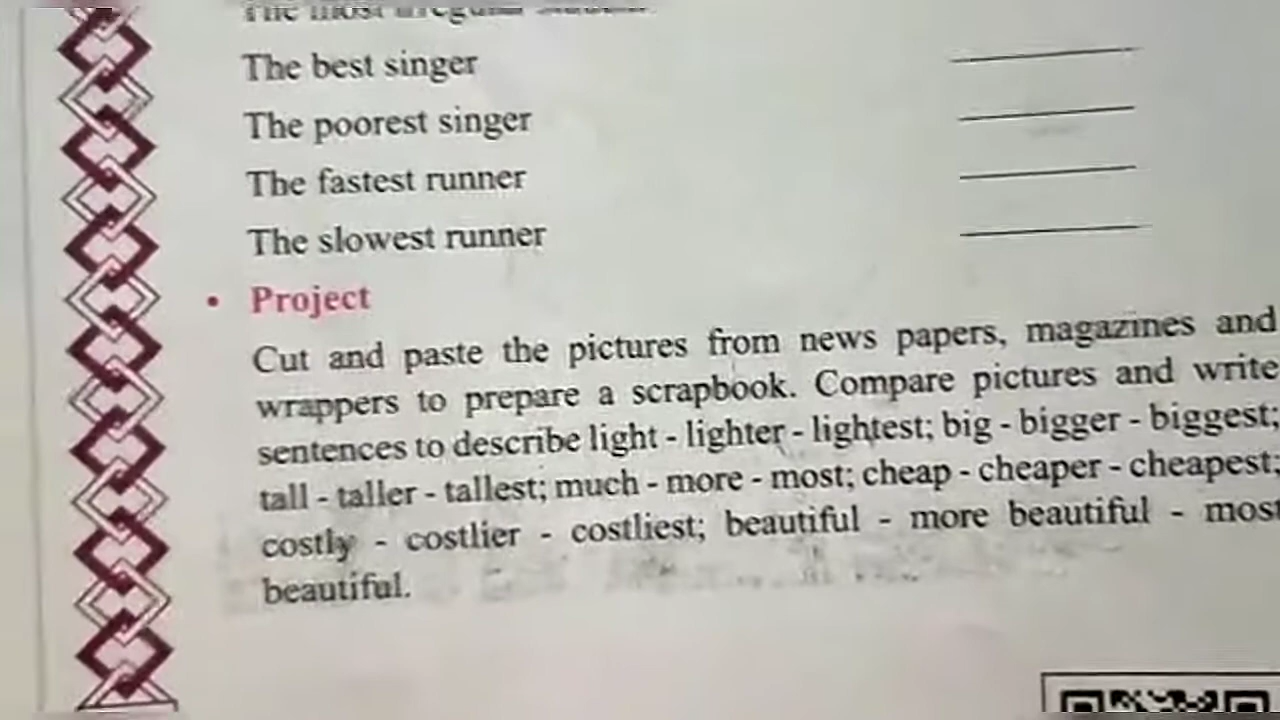 The most irregular
The best singer
The poorest singer
The fastest runner
The slowest runner
• Project
Cut and paste the pictures from news papers, magazines and
wrappers to prepare a scrapbook. Compare pictures and write
sentences to describe light - lighter - lightest; big - bigger - biggest;
tall - taller - tallest; much - more - most; cheap - cheaper - cheapest;
costly - costlier - costliest; beautiful - more beautiful - most
beautiful.